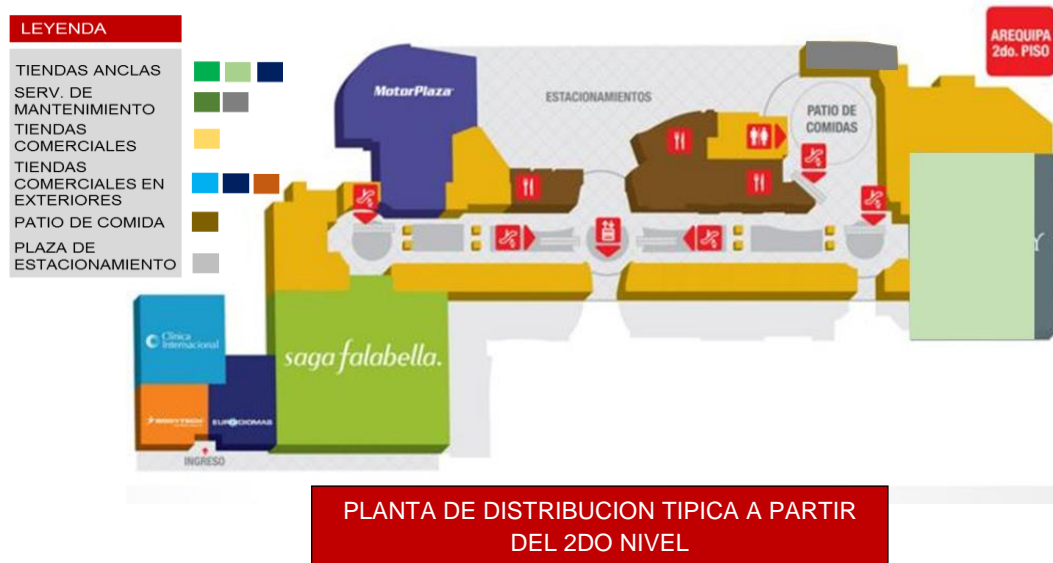 LEYENDA
TIENDAS ANCLAS
SERV. DE
MANTENIMIENTO
TIENDAS
COMERCIALES
TIENDAS
COMERCIALES EN
EXTERIORES
PATIO DE COMIDA
PLAZA DE
ESTACIONAMIENTO
AREQUIPA
2do. PISO
MotorPlaza
ESTACIONAMIENTOS
PATIO DE
COMIDAS
Y
Clínica
Internacional
saga falabella.
BODYTECH
EUROIDIOMAS
INGRESO
PLANTA DE DISTRIBUCION TIPICA A PARTIR
DEL 2DO NIVEL